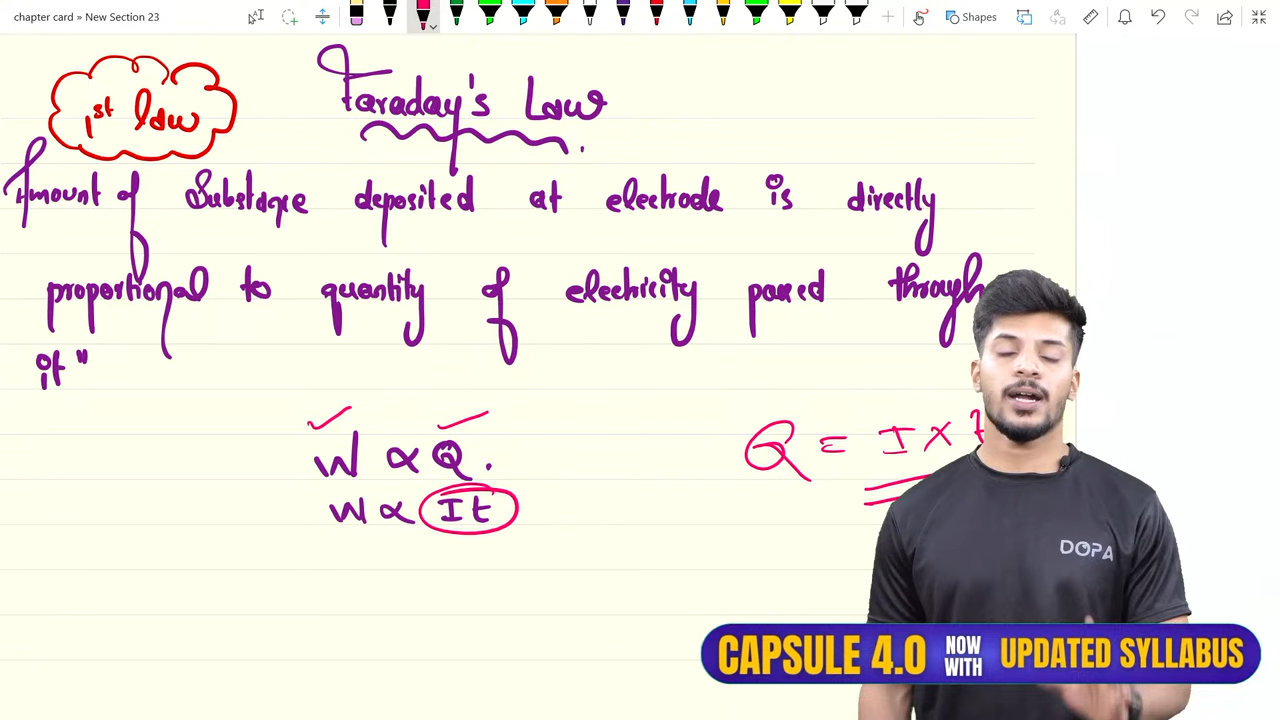 chapter card » New Section 23
Shapes
1st law
Faraday's Law
Amount of Substance deposited at electrode is directly
proportional to quantity of electricity passed through
it"
W ∝ Q.
Q = I ×
W ∝ It
DOPA
CAPSULE 4.0 NOW WITH UPDATED SYLLABUS